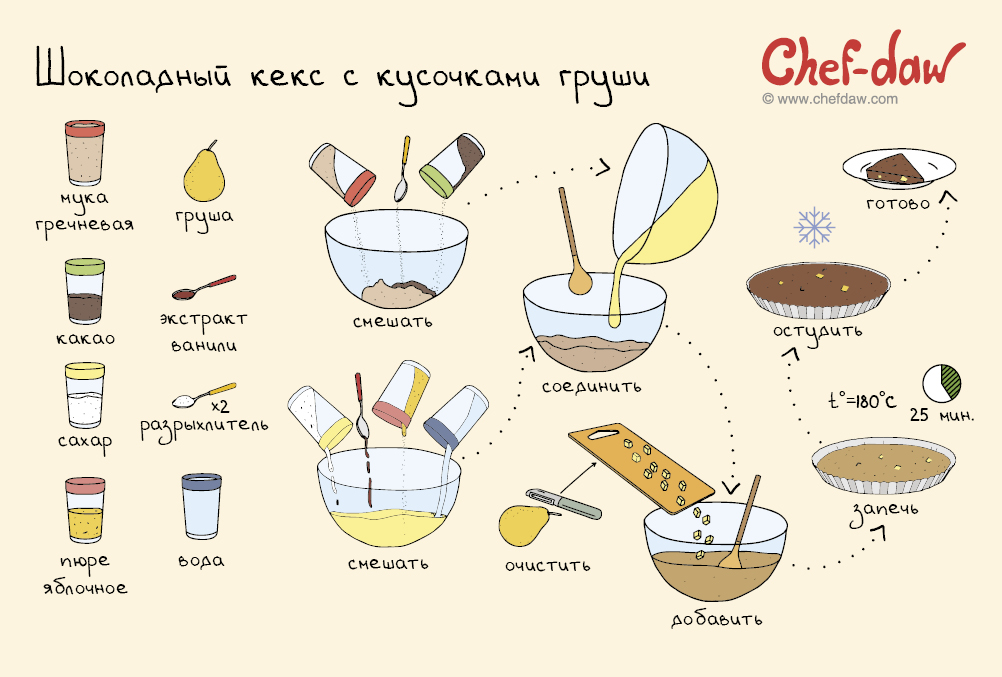 Шоколадный кекс с кусочками груши
Chef-daw
© www.chefdaw.com
мука
гречневая
груша
какао
экстракт
ванили
сахар
x2
разрыхлитель
пюре
яблочное
вода
смешать
смешать
соединить
очистить
добавить
запечь
t°=180°C
25 мин.
остудить
готово